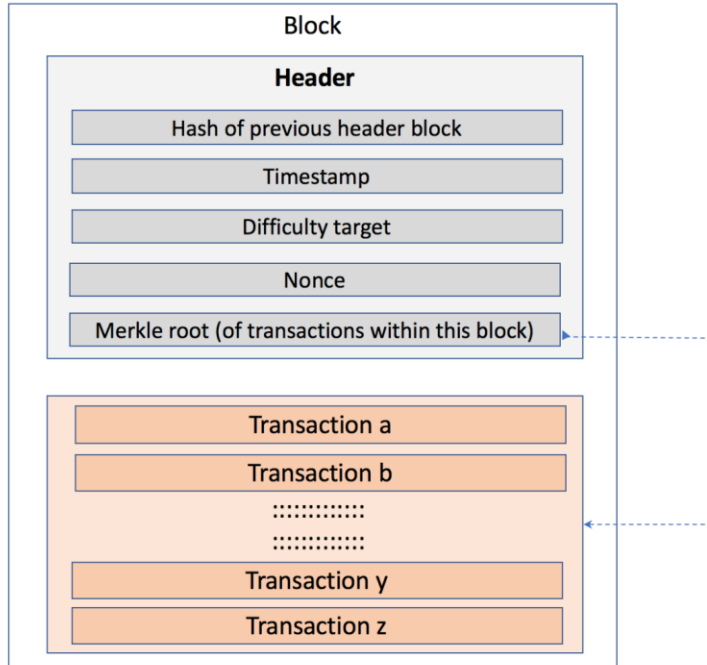 Block
Header
Hash of previous header block
Timestamp
Difficulty target
Nonce
Merkle root (of transactions within this block)
Transaction a
Transaction b
:::::::::::::
:::::::::::::
Transaction y
Transaction z